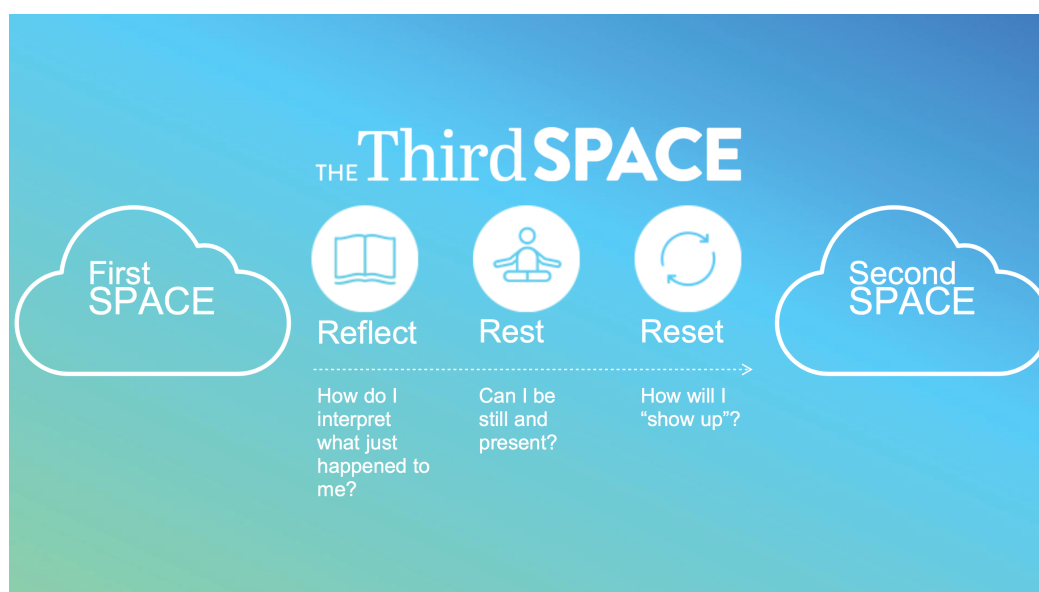 THE Third SPACE
First
SPACE
Reflect
Rest
Reset
Second
SPACE
How do I
interpret
what just
happened to
me?
Can I be
still and
present?
How will I
“show up”?